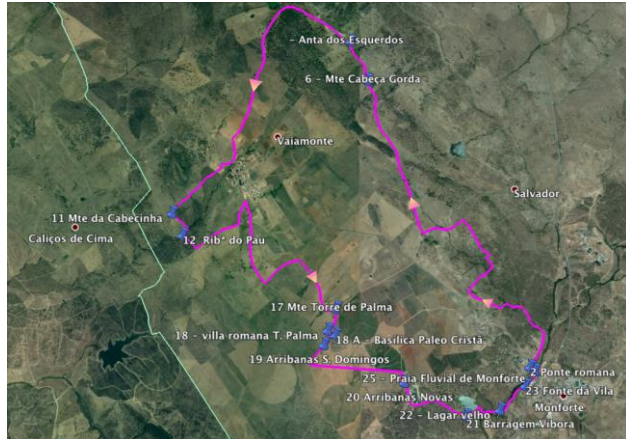 - Anta dos Esquerdos
6 - Mte Cabeça Gorda
Vaiamonte
Salvador
11 Mte da Cabecinha
Caliços de Cima
12 Ribª do Pau
17 Mte Torre de Palma
18 - villa romana T. Palma
18 A - Basilica Paleo Cristã
19 Arribanas S. Domingos
2 Ponte romana
25 - Praia Fluvial de Monforte
23 Fonte da Vila
20 Arribanas Novas
Monforte
22 - Lagar velho
21 Barragem Vibora